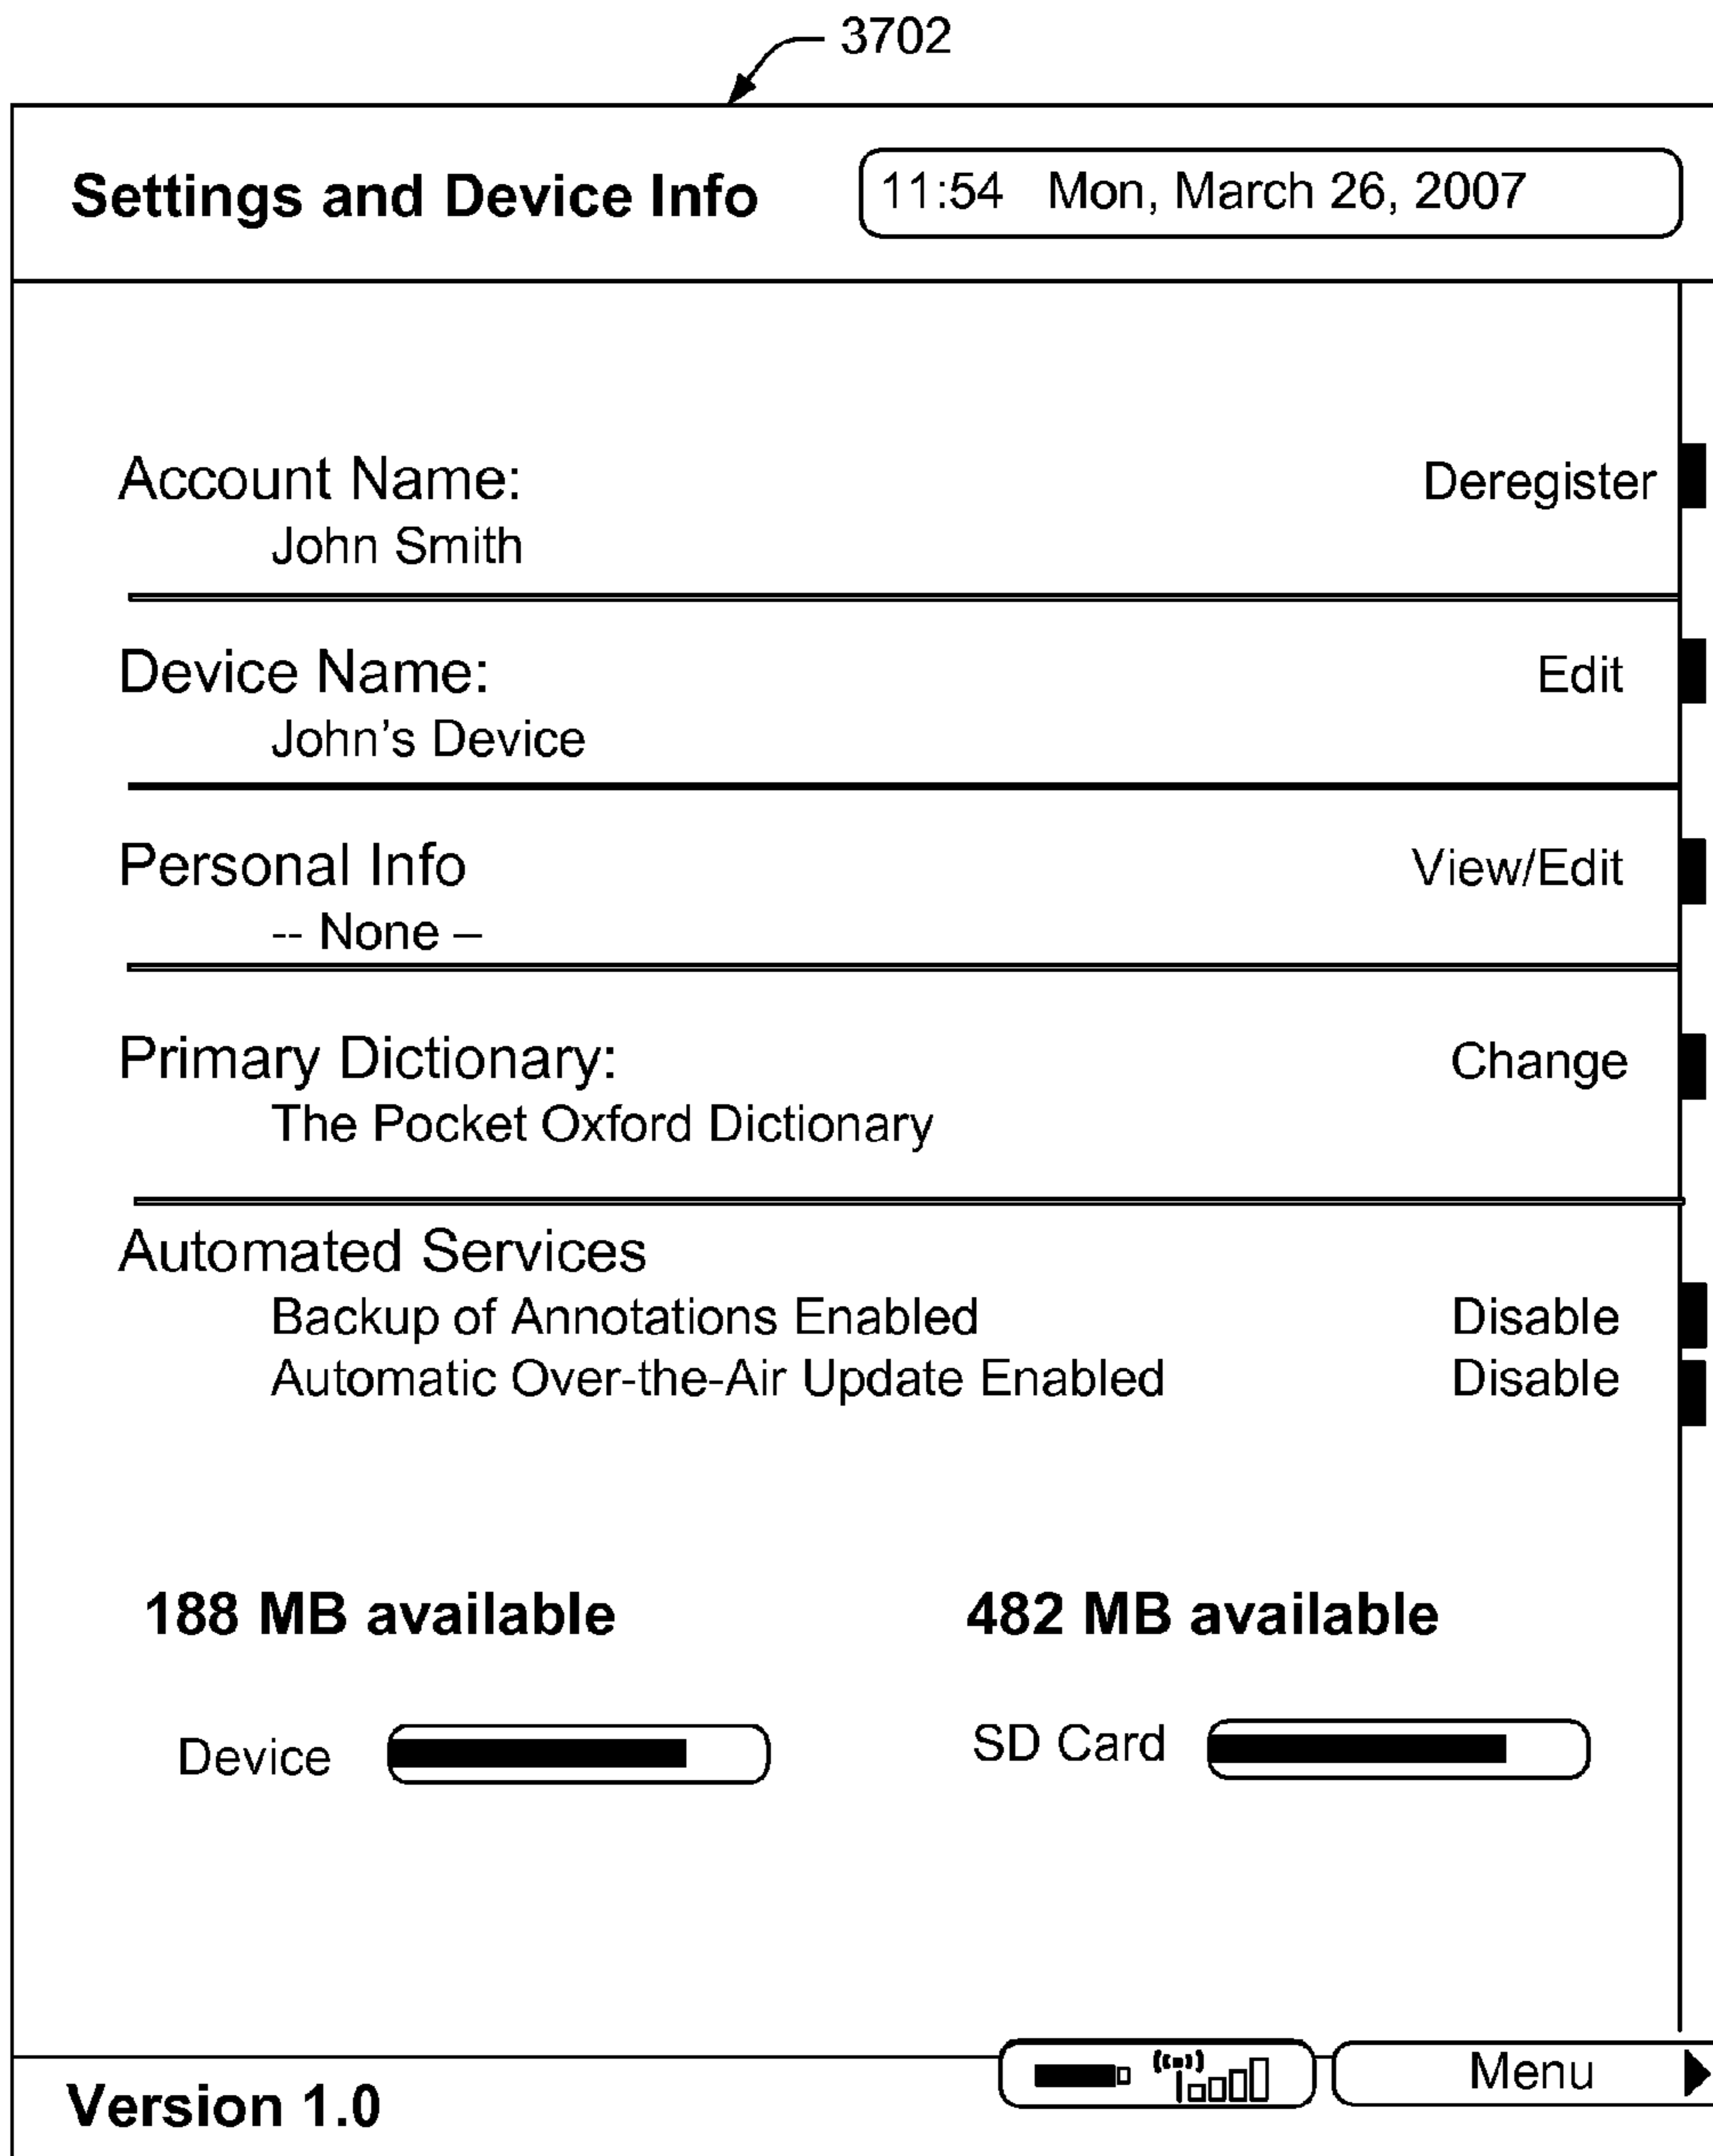 3702
Settings and Device Info 11:54 Mon, March 26, 2007
Account Name: Deregister
John Smith
Device Name: Edit
John's Device
Personal Info View/Edit
-- None –
Primary Dictionary: Change
The Pocket Oxford Dictionary
Automated Services
Backup of Annotations Enabled Disable
Automatic Over-the-Air Update Enabled Disable
188 MB available 482 MB available
Device SD Card
Version 1.0 Menu